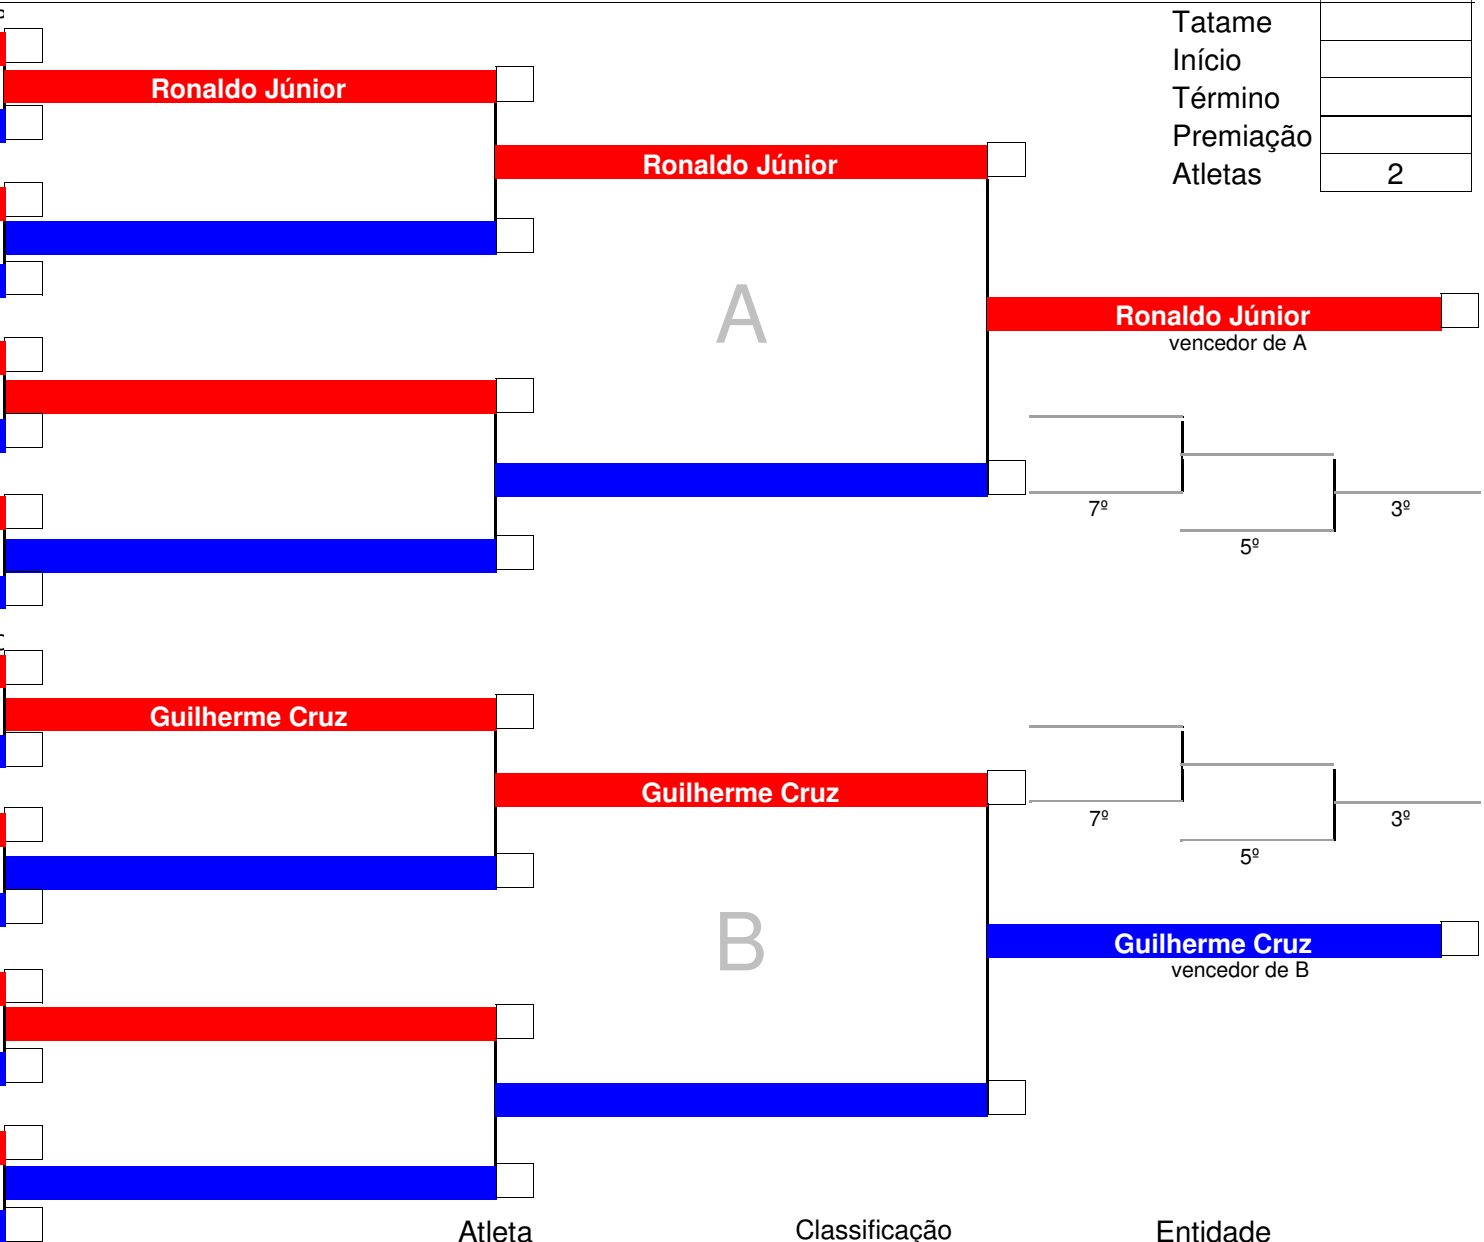 Tatame
Início
Término
Premiação
Atletas 2
Ronaldo Júnior
Ronaldo Júnior
A
Ronaldo Júnior
vencedor de A
7º
3º
5º
Guilherme Cruz
Guilherme Cruz
7º
3º
5º
B
Guilherme Cruz
vencedor de B
Atleta Classificação Entidade